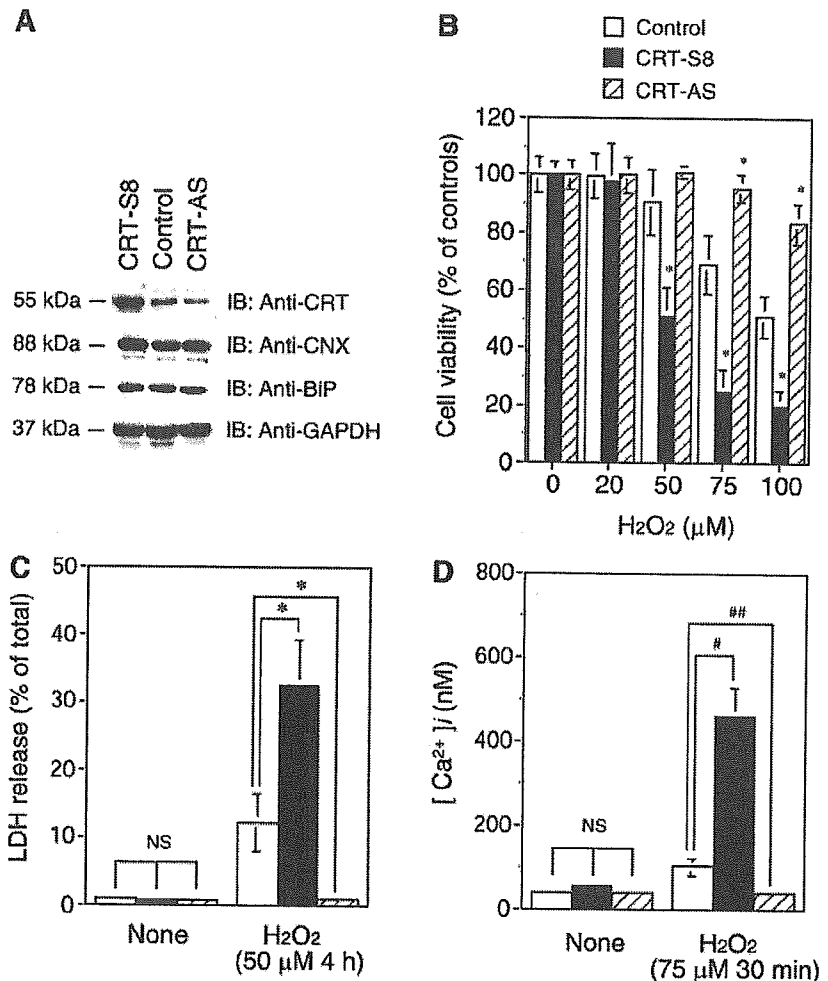 A
CRT-S8
Control
CRT-AS
55 kDa – IB: Anti-CRT
88 kDa – IB: Anti-CNX
78 kDa – IB: Anti-BiP
37 kDa – IB: Anti-GAPDH
B
Control
CRT-S8
CRT-AS
Cell viability (% of controls)
120
100
80
60
40
20
0
* * * * *
0 20 50 75 100
H2O2 (μM)
C
LDH release (% of total)
50
40
30
20
10
0
NS
*
*
None
H2O2
(50 μM 4 h)
D
[ Ca2+ ]i (nM)
800
600
400
200
0
NS
##
#
None
H2O2
(75 μM 30 min)